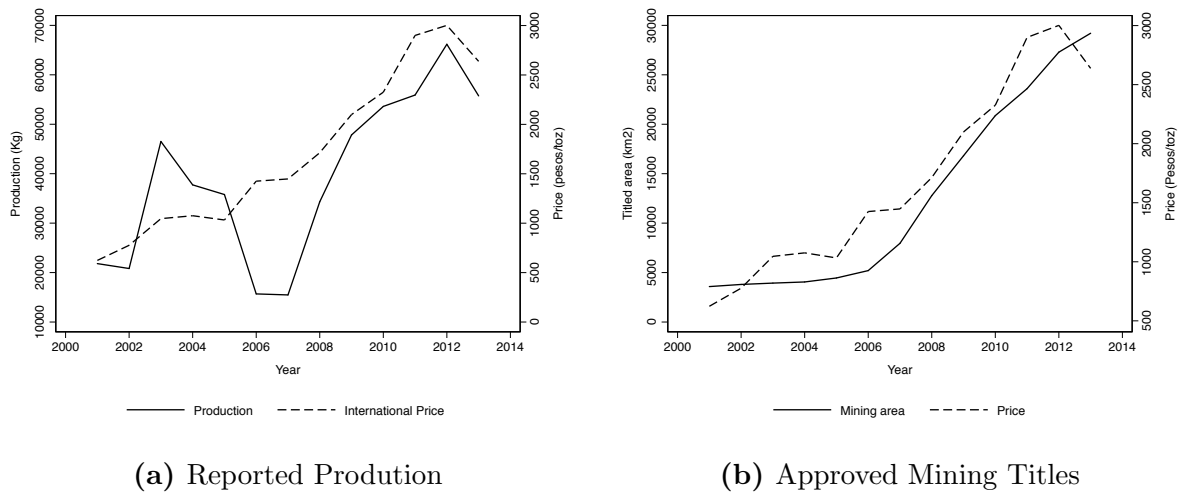 70000
60000
50000
40000
30000
20000
10000
Production (Kg)
3000
2500
2000
1500
1000
500
0
Price (pesos/toz)
2000 2002 2004 2006 2008 2010 2012 2014
Year
Production International Price
(a) Reported Prodution
30000
25000
20000
15000
10000
5000
0
Titled area (km2)
3000
2500
2000
1500
1000
500
Price (Pesos/toz)
2000 2002 2004 2006 2008 2010 2012 2014
Year
Mining area Price
(b) Approved Mining Titles